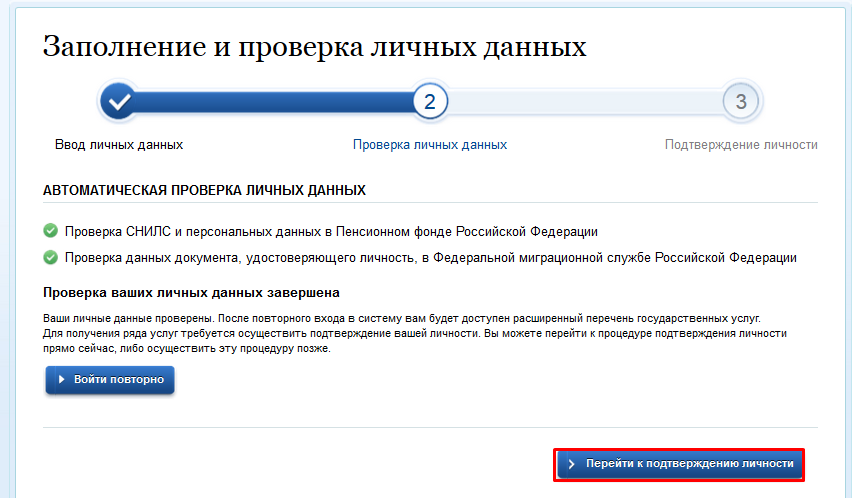 Заполнение и проверка личных данных
2
3
Ввод личных данных
Проверка личных данных
Подтверждение личности
АВТОМАТИЧЕСКАЯ ПРОВЕРКА ЛИЧНЫХ ДАННЫХ
Проверка СНИЛС и персональных данных в Пенсионном фонде Российской Федерации
Проверка данных документа, удостоверяющего личность, в Федеральной миграционной службе Российской Федерации
Проверка ваших личных данных завершена
Ваши личные данные проверены. После повторного входа в систему вам будет доступен расширенный перечень государственных услуг.
Для получения ряда услуг требуется осуществить подтверждение вашей личности. Вы можете перейти к процедуре подтверждения личности
прямо сейчас, либо осуществить эту процедуру позже.
Войти повторно
Перейти к подтверждению личности